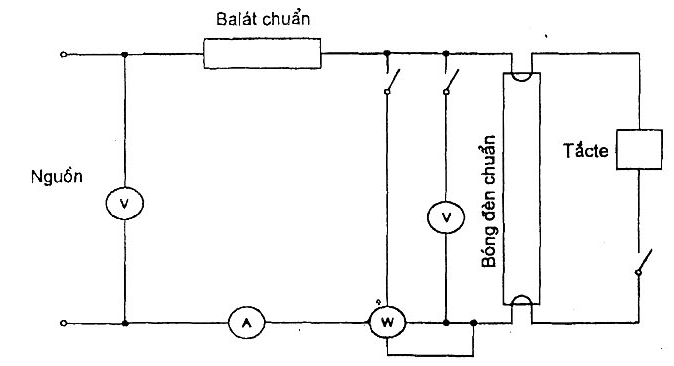 Balát chuẩn
Nguồn
V
A
W
V
Bóng đèn chuẩn
Tắcte